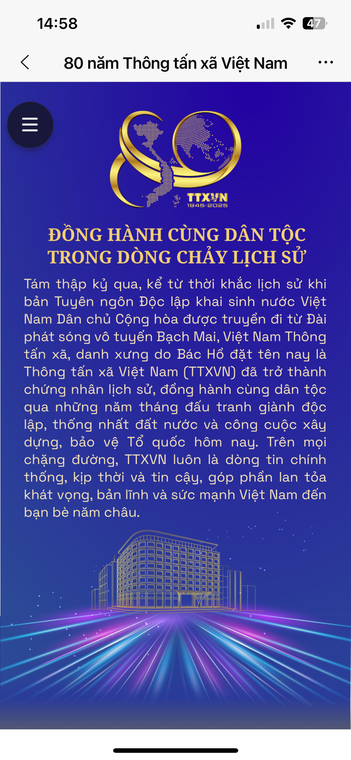 14:58
47
80 năm Thông tấn xã Việt Nam
80
TTXVN
1945-2025
ĐỒNG HÀNH CÙNG DÂN TỘC
TRONG DÒNG CHẢY LỊCH SỬ
Tám thập kỷ qua, kể từ thời khắc lịch sử khi
bản Tuyên ngôn Độc lập khai sinh nước Việt
Nam Dân chủ Cộng hòa được truyền đi từ Đài
phát sóng vô tuyến Bạch Mai, Việt Nam Thông
tấn xã, danh xưng do Bác Hồ đặt tên nay là
Thông tấn xã Việt Nam (TTXVN) đã trở thành
chứng nhân lịch sử, đồng hành cùng dân tộc
qua những năm tháng đấu tranh giành độc
lập, thống nhất đất nước và công cuộc xây
dựng, bảo vệ Tổ quốc hôm nay. Trên mọi
chặng đường, TTXVN luôn là dòng tin chính
thống, kịp thời và tin cậy, góp phần lan tỏa
khát vọng, bản lĩnh và sức mạnh Việt Nam đến
bạn bè năm châu.